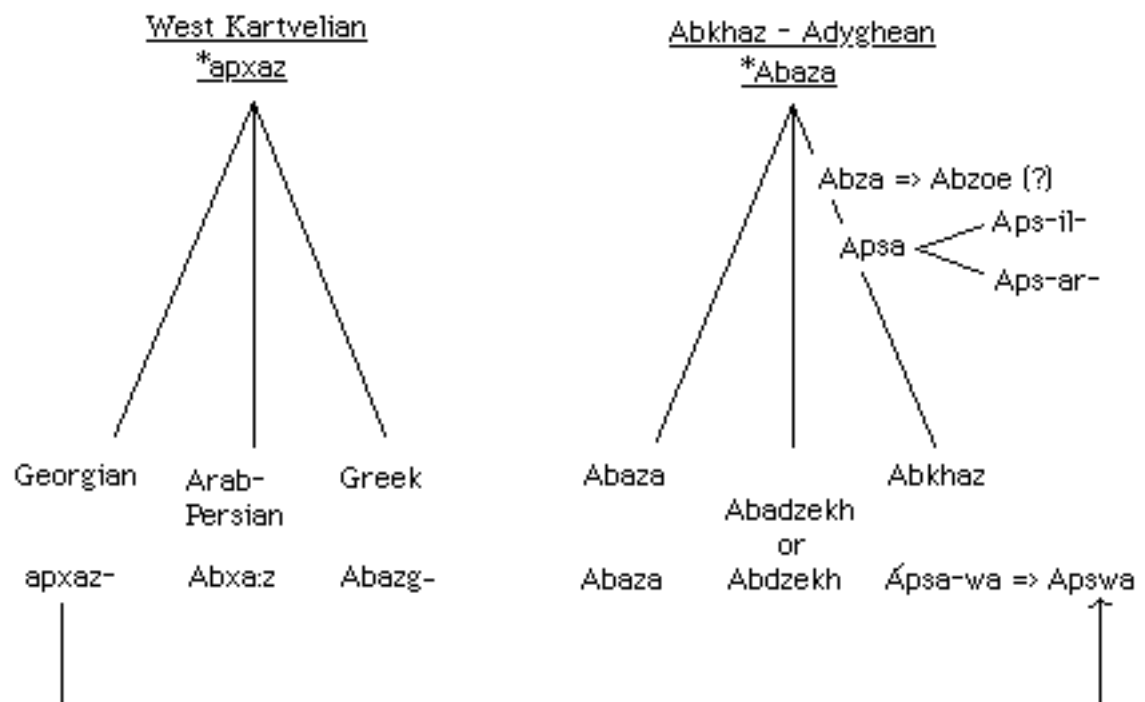 West Kartvelian
*apxaz
Abkhaz - Adyghean
*Abaza
Abza => Abzoe (?)
Aps-il-
Apsa
Aps-ar-
Georgian
Arab-
Persian
Greek
Abaza
Abadzekh
or
Abdzekh
Abkhaz
apxaz-
Abxa:z
Abazg-
Abaza
Ápsa-wa => Apswa